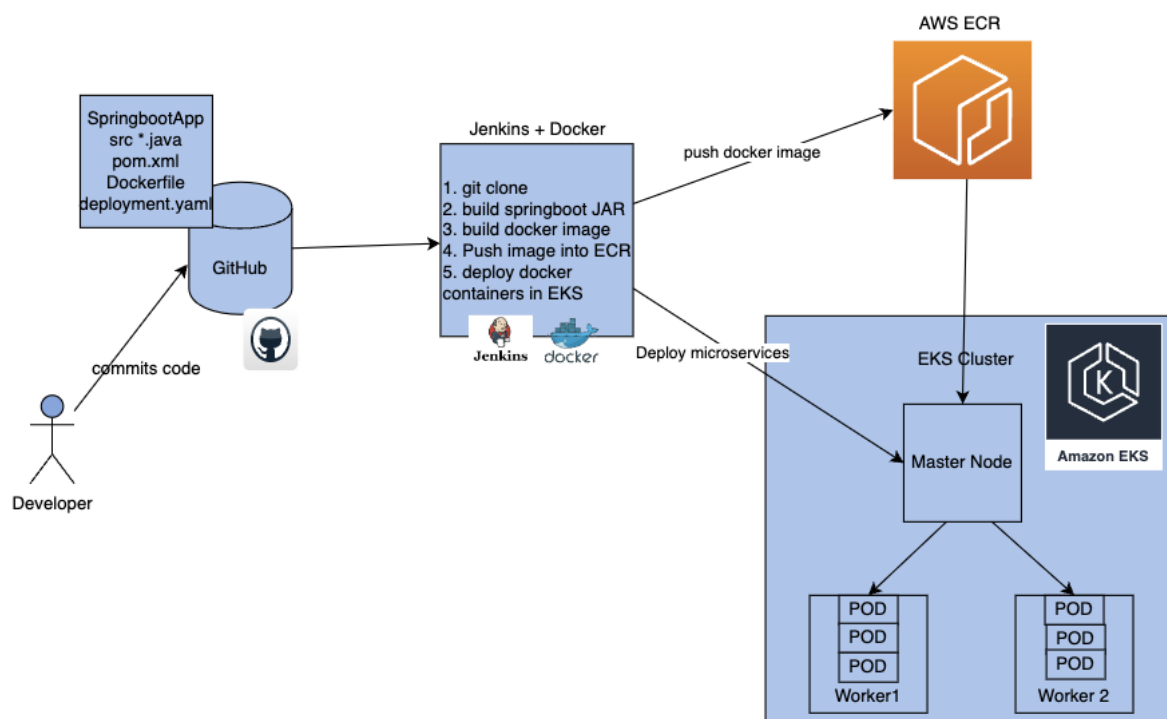 AWS ECR
SpringbootApp
src *.java
pom.xml
Dockerfile
deployment.yaml
GitHub
commits code
Developer
Jenkins + Docker
1. git clone
2. build springboot JAR
3. build docker image
4. Push image into ECR
5. deploy docker
containers in EKS
Jenkins
docker
push docker image
Deploy microservices
EKS Cluster
K
Amazon EKS
Master Node
POD
POD
POD
Worker1
POD
POD
POD
Worker 2